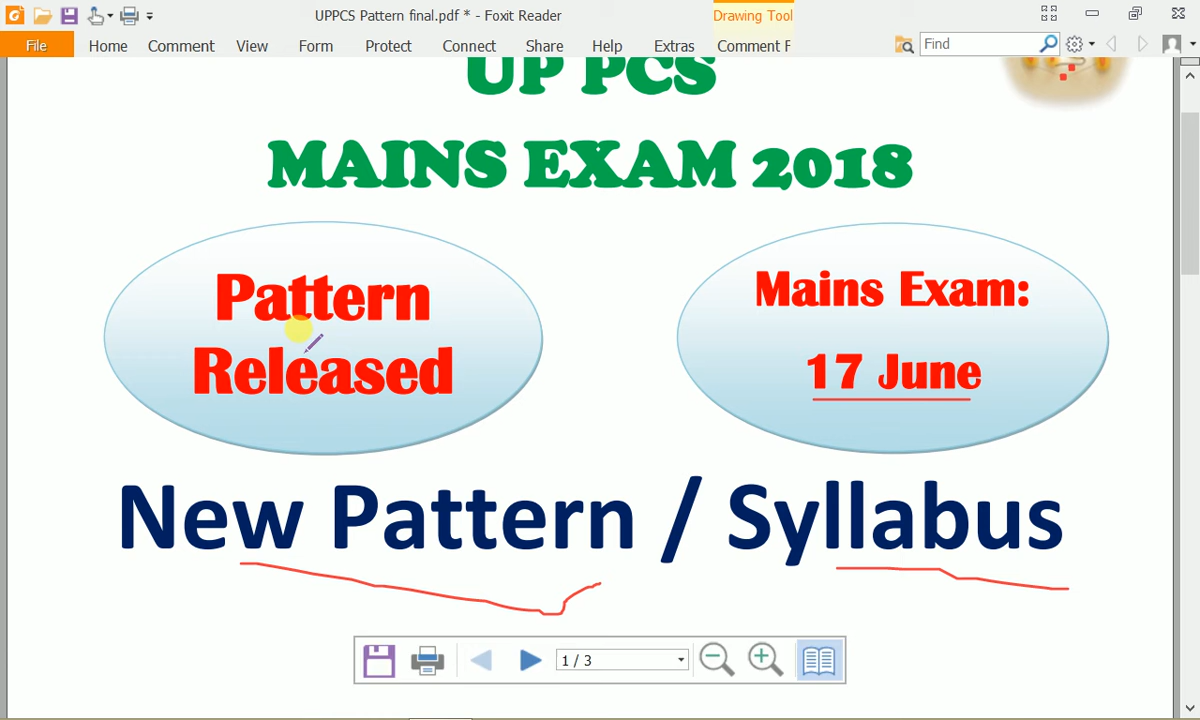 UPPCS Pattern final.pdf * - Foxit Reader
Drawing Tool
File Home Comment View Form Protect Connect Share Help Extras Comment F
Find
UP PCS
MAINS EXAM 2018
Pattern
Released
Mains Exam:
17 June
New Pattern / Syllabus
1 / 3